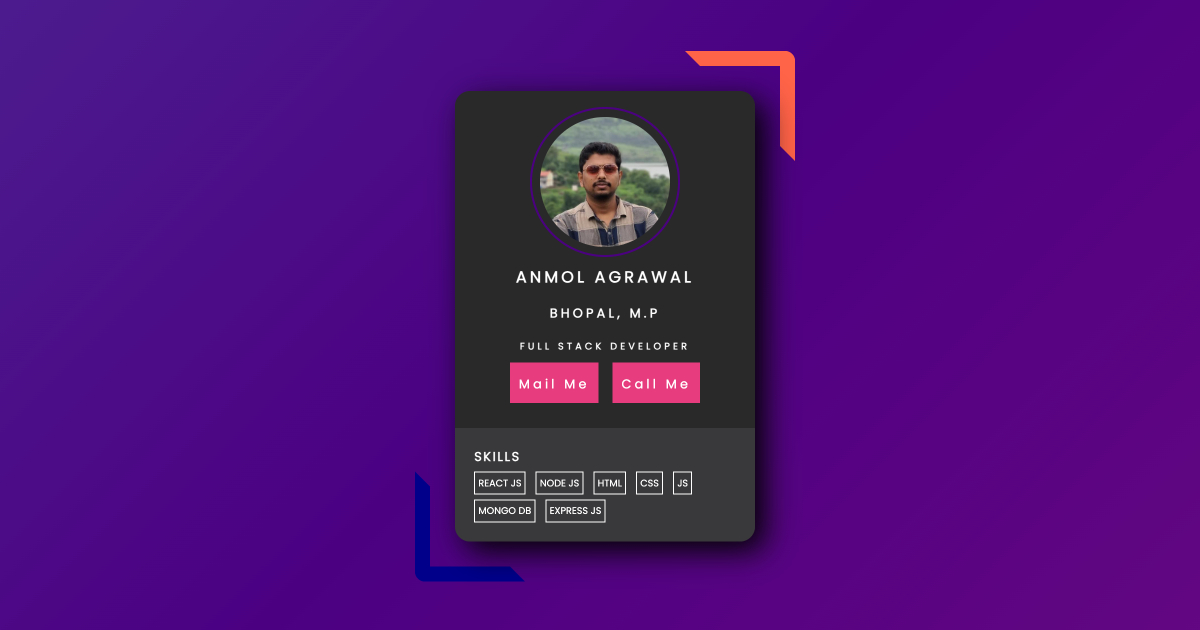 ANMOL AGRAWAL
BHOPAL, M.P
FULL STACK DEVELOPER
Mail Me Call Me
SKILLS
REACT JS NODE JS HTML CSS JS
MONGO DB EXPRESS JS